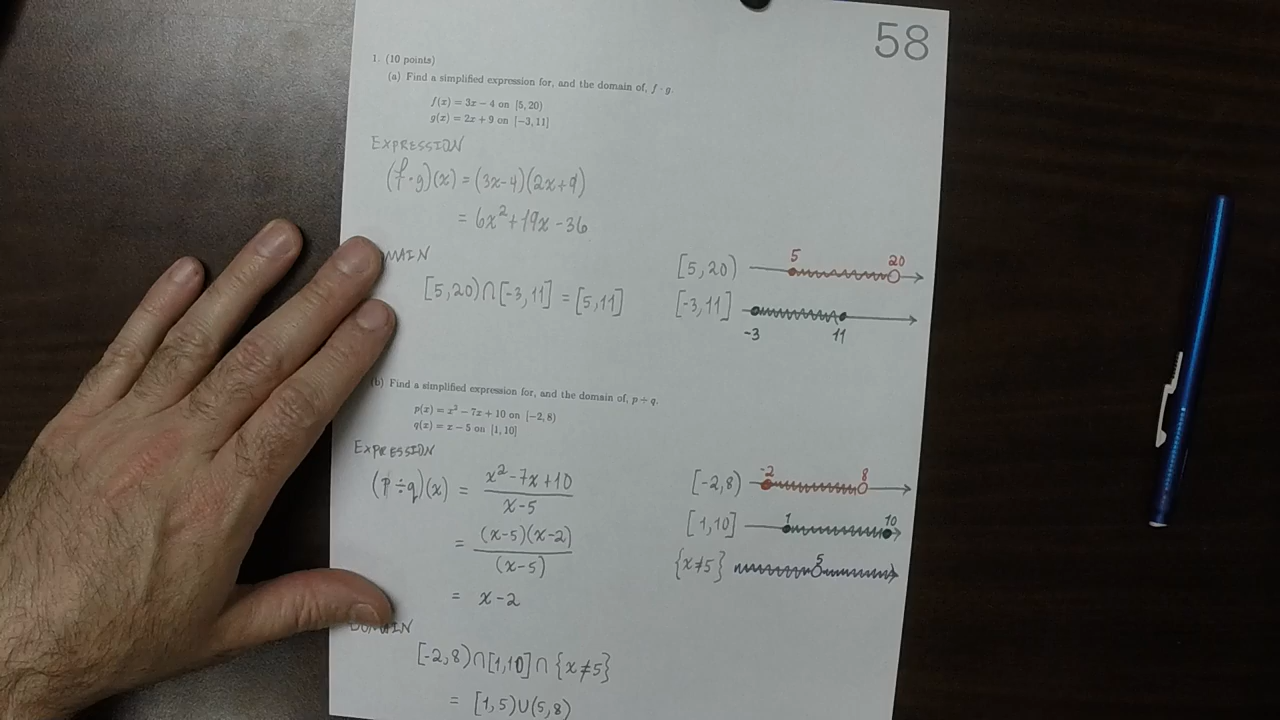 58
1. (10 points)
(a) Find a simplified expression for, and the domain of, f · g.
f(x) = 3x − 4 on [5, 20)
g(x) = 2x + 9 on [−3, 11]
EXPRESSION
(f·g)(x) = (3x-4)(2x+9)
= 6x²+19x-36
MAIN
[5,20)∩[-3,11] = [5,11]
[5,20) 5 20
[-3,11] -3 11
(b) Find a simplified expression for, and the domain of, p ÷ q.
p(x) = x² − 7x + 10 on [−2, 8)
q(x) = x − 5 on [1, 10]
EXPRESSION
(p÷q)(x) = (x²-7x+10)/(x-5)
= (x-5)(x-2)/(x-5)
= x-2
[-2,8) -2 8
[1,10] 1 10
{x≠5} 5
DOMAIN
[-2,8)∩[1,10]∩{x≠5}
= [1,5)∪(5,8)